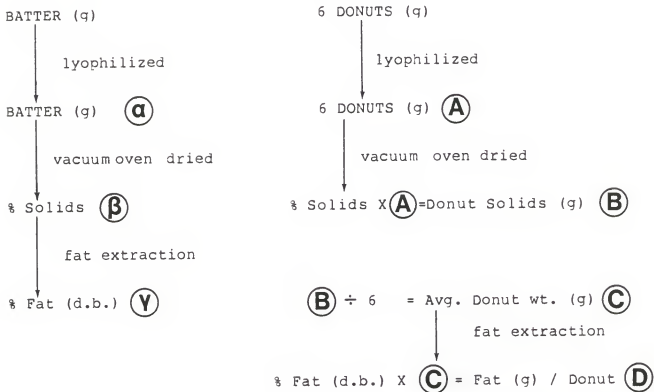 BATTER (g)
lyophilized
BATTER (g) α
vacuum oven dried
% Solids β
fat extraction
% Fat (d.b.) γ
6 DONUTS (g)
lyophilized
6 DONUTS (g) A
vacuum oven dried
% Solids X A =Donut Solids (g) B
B ÷ 6 = Avg. Donut wt. (g) C
fat extraction
% Fat (d.b.) X C = Fat (g) / Donut D